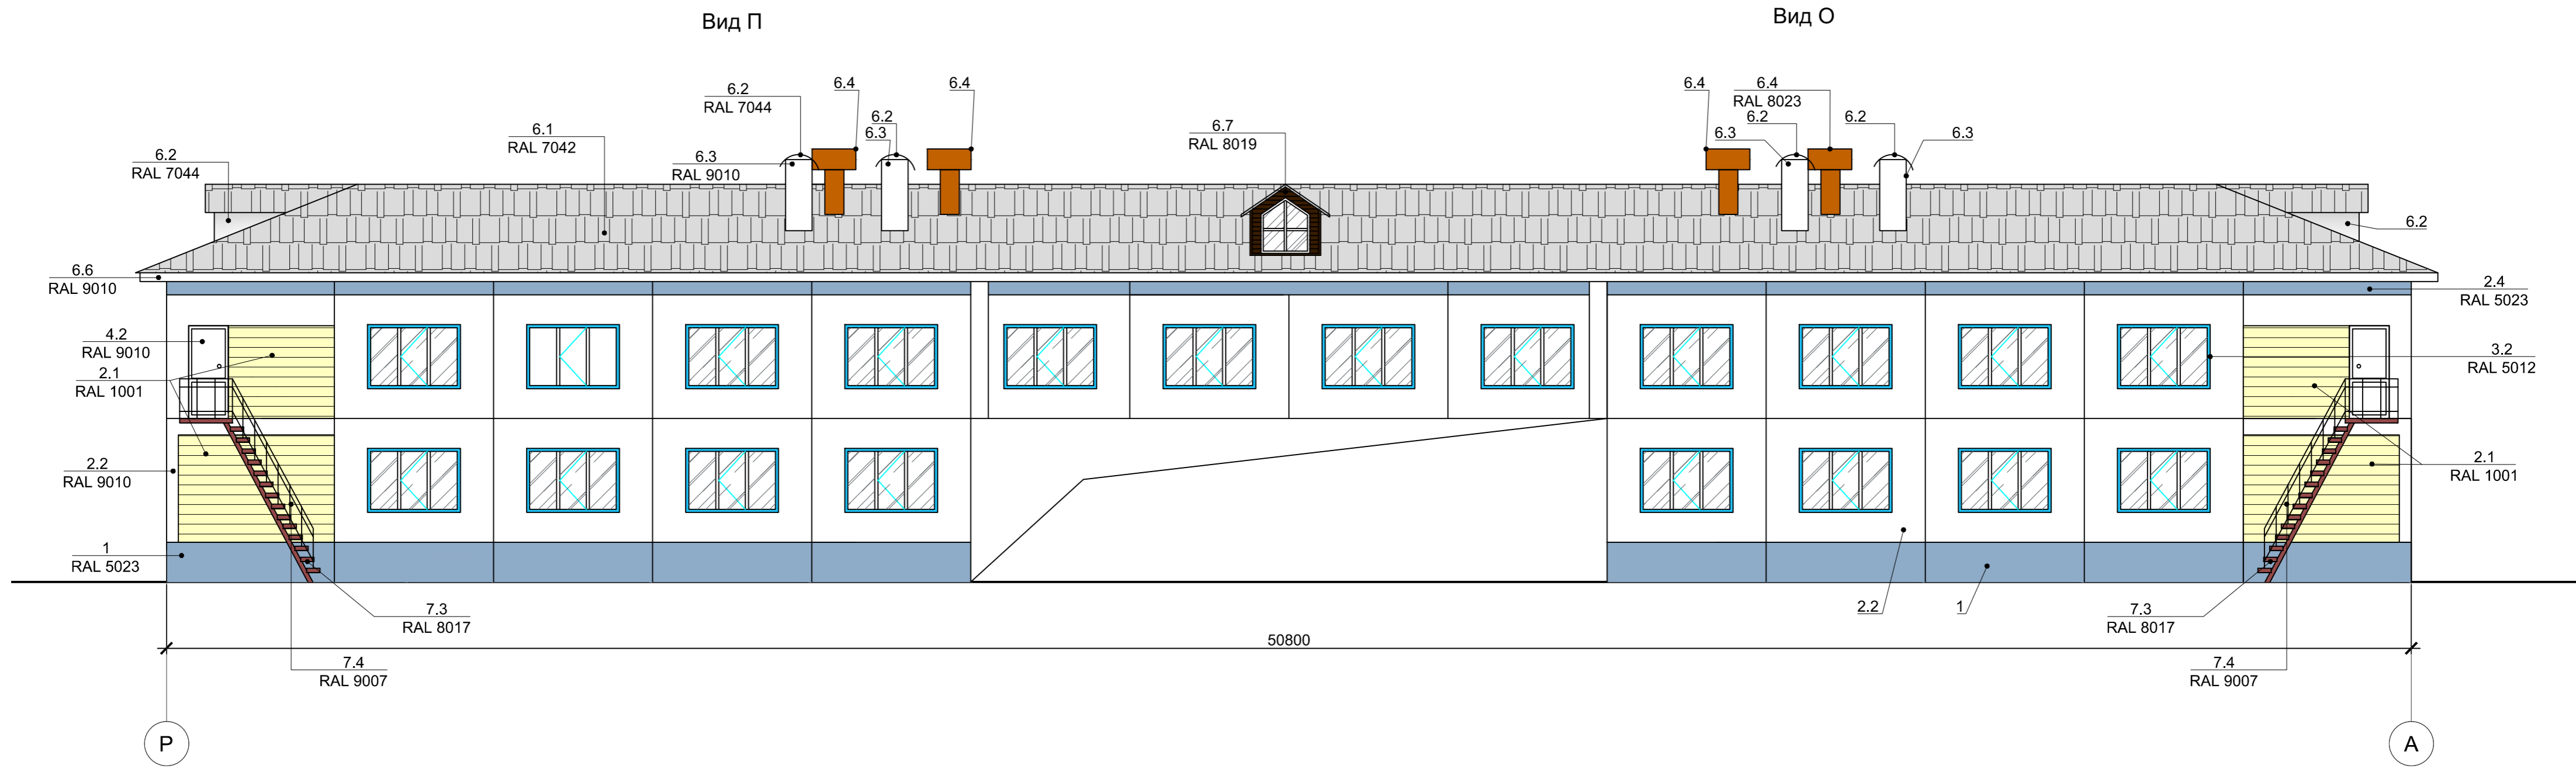 Вид П
Вид О
6.2
RAL 7044
6.4
6.4
6.2
6.3
6.1
RAL 7042
6.3
RAL 9010
6.2
RAL 7044
6.7
RAL 8019
6.4
6.4
RAL 8023
6.2
6.2
6.3
6.3
6.2
6.6
RAL 9010
2.4
RAL 5023
4.2
RAL 9010
2.1
RAL 1001
3.2
RAL 5012
2.2
RAL 9010
2.1
RAL 1001
1
RAL 5023
7.3
RAL 8017
2.2
1
7.3
RAL 8017
50800
7.4
RAL 9007
7.4
RAL 9007
Р
А